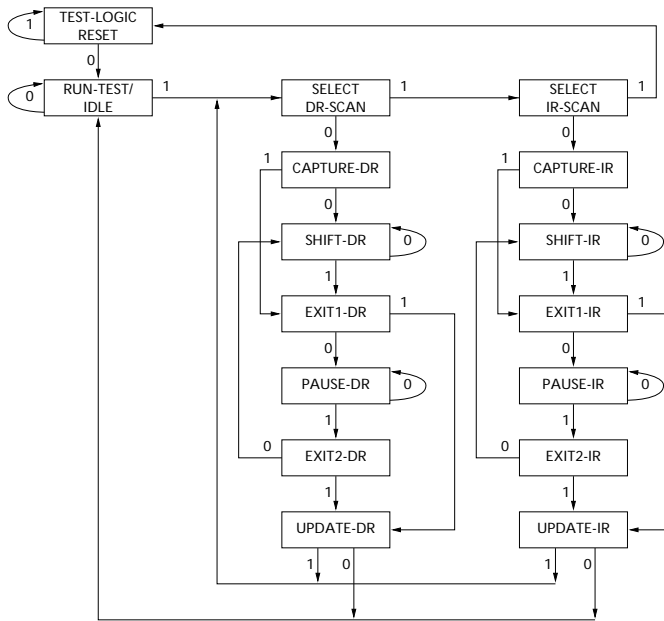 TEST-LOGIC
RESET
1
0
RUN-TEST/
IDLE
0
1
SELECT
DR-SCAN
1
SELECT
IR-SCAN
1
0
0
1
CAPTURE-DR
1
CAPTURE-IR
0
0
SHIFT-DR
0
SHIFT-IR
0
1
1
EXIT1-DR
1
EXIT1-IR
1
0
0
PAUSE-DR
0
PAUSE-IR
0
1
1
0
EXIT2-DR
0
EXIT2-IR
1
1
UPDATE-DR
UPDATE-IR
1
0
1
0